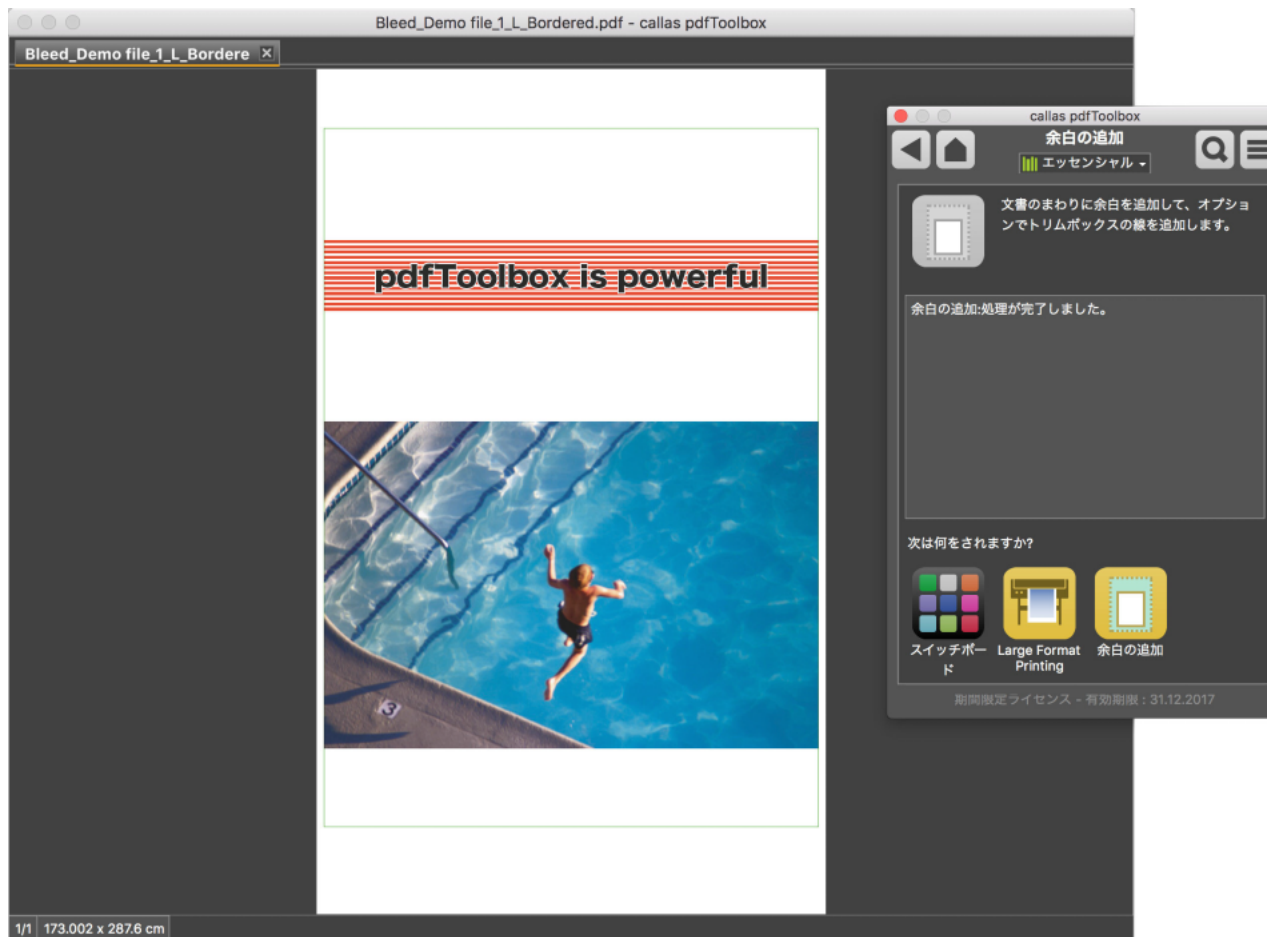 Bleed_Demo file_1_L_Bordered.pdf - callas pdfToolbox
Bleed_Demo file_1_L_Bordere
pdfToolbox is powerful
3
1/1 173.002 x 287.6 cm
callas pdfToolbox
余白の追加
エッセンシャル
文書のまわりに余白を追加して、オプショ
ンでトリムボックスの線を追加します。
余白の追加:処理が完了しました。
次は何をされますか?
スイッチボー
ド
Large Format
Printing
余白の追加
期間限定ライセンス - 有効期限 : 31.12.2017